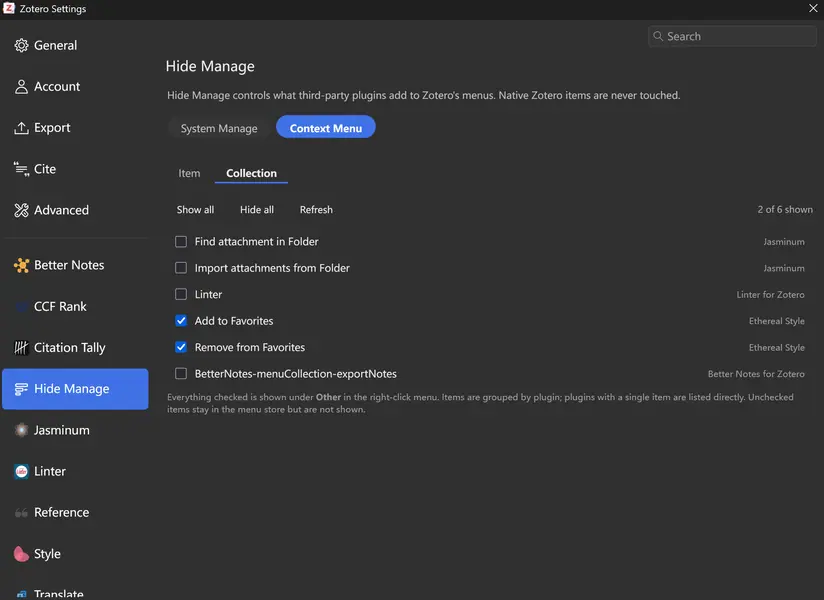 Zotero Settings
General
Account
Export
Cite
Advanced
Better Notes
CCF Rank
Citation Tally
Hide Manage
Jasminum
Linter
Reference
Style
Translate
Search
Hide Manage
Hide Manage controls what third-party plugins add to Zotero's menus. Native Zotero items are never touched.
System Manage Context Menu
Item Collection
Show all Hide all Refresh 2 of 6 shown
Find attachment in Folder Jasminum
Import attachments from Folder Jasminum
Linter Linter for Zotero
Add to Favorites Ethereal Style
Remove from Favorites Ethereal Style
BetterNotes-menuCollection-exportNotes Better Notes for Zotero
Everything checked is shown under Other in the right-click menu. Items are grouped by plugin; plugins with a single item are listed directly. Unchecked
items stay in the menu store but are not shown.